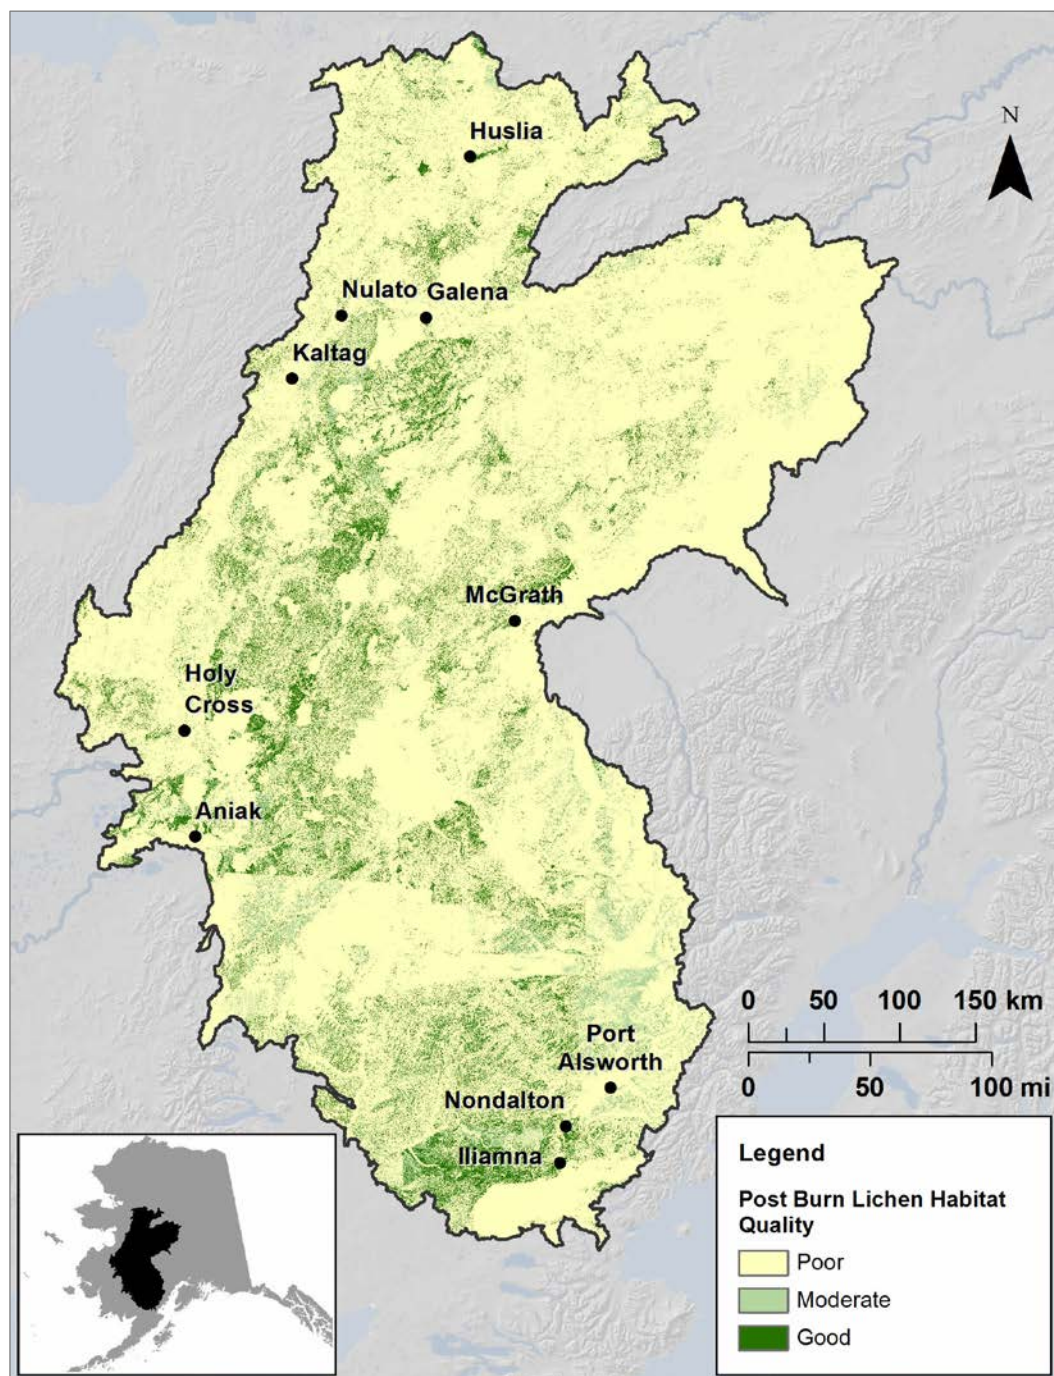 Huslia
N
Nulato
Galena
Kaltag
McGrath
Holy
Cross
Aniak
0 50 100 150 km
Port
Alsworth
0 50 100 mi
Nondalton
Iliamna
Legend
Post Burn Lichen Habitat
Quality
Poor
Moderate
Good